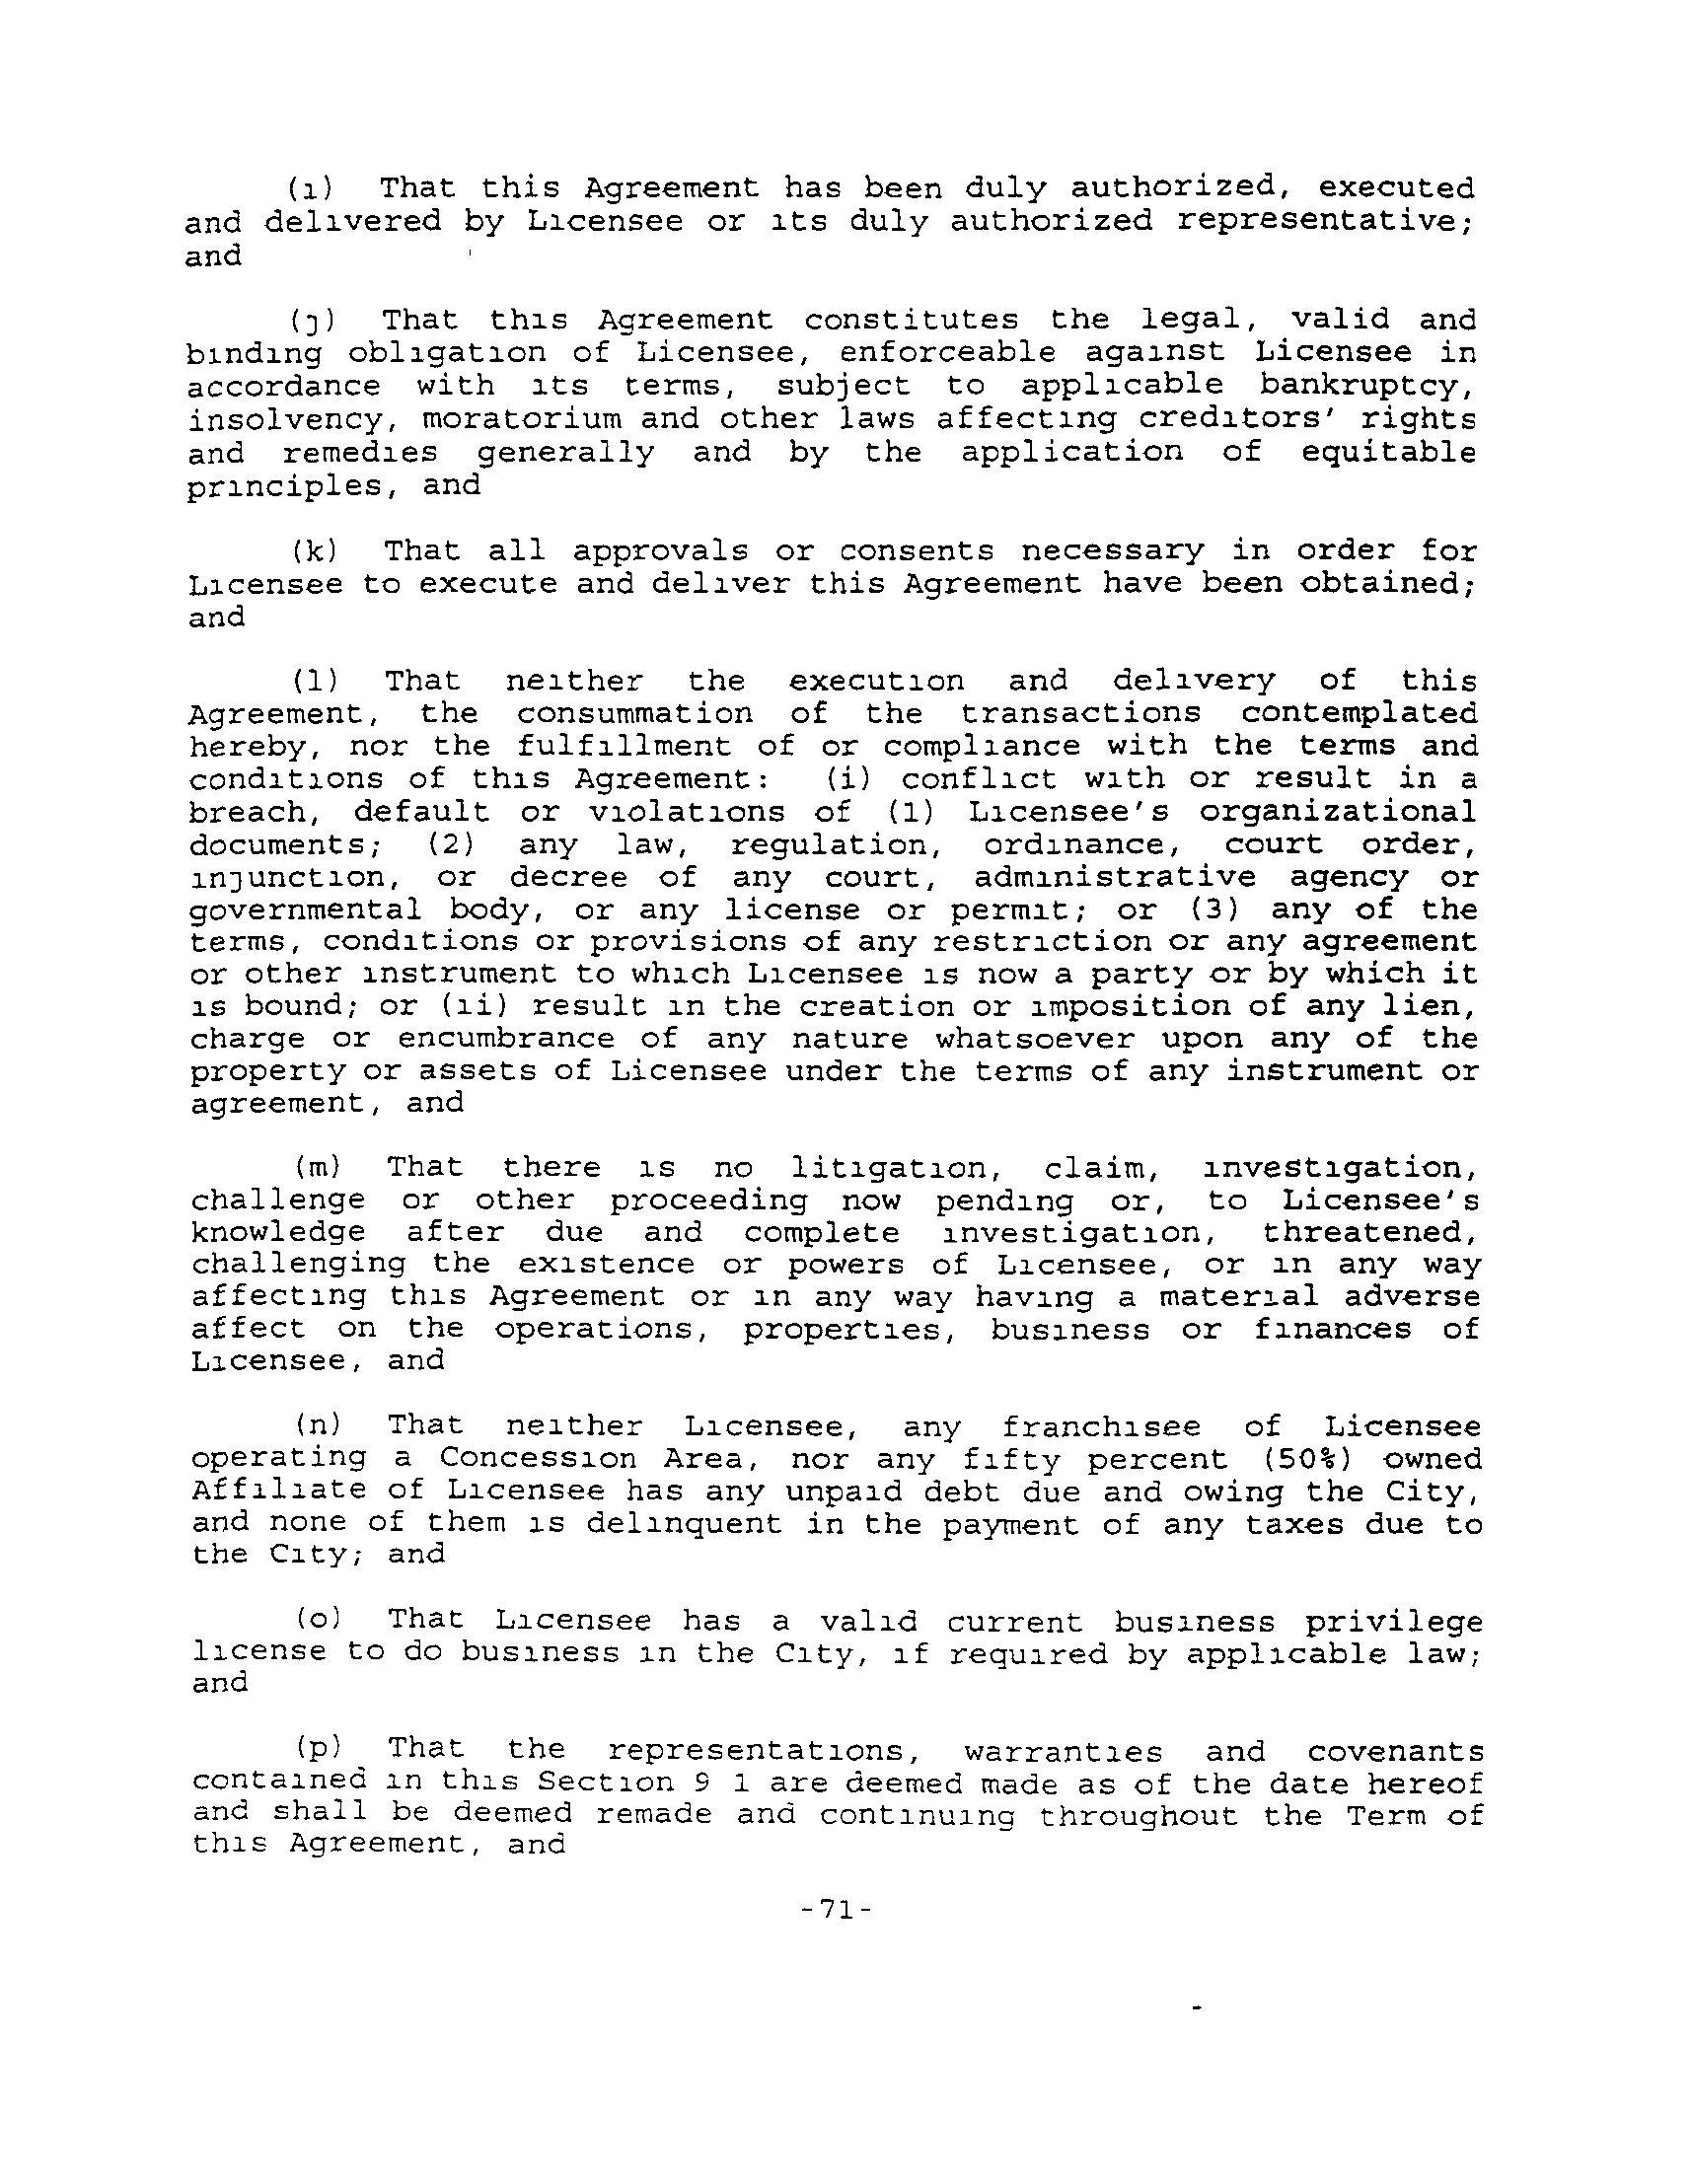 (i) That this Agreement has been duly authorized, executed
and delivered by Licensee or its duly authorized representative;
and
(j) That this Agreement constitutes the legal, valid and
binding obligation of Licensee, enforceable against Licensee in
accordance with its terms, subject to applicable bankruptcy,
insolvency, moratorium and other laws affecting creditors' rights
and remedies generally and by the application of equitable
principles, and
(k) That all approvals or consents necessary in order for
Licensee to execute and deliver this Agreement have been obtained;
and
(l) That neither the execution and delivery of this
Agreement, the consummation of the transactions contemplated
hereby, nor the fulfillment of or compliance with the terms and
conditions of this Agreement: (i) conflict with or result in a
breach, default or violations of (1) Licensee's organizational
documents; (2) any law, regulation, ordinance, court order,
injunction, or decree of any court, administrative agency or
governmental body, or any license or permit; or (3) any of the
terms, conditions or provisions of any restriction or any agreement
or other instrument to which Licensee is now a party or by which it
is bound; or (ii) result in the creation or imposition of any lien,
charge or encumbrance of any nature whatsoever upon any of the
property or assets of Licensee under the terms of any instrument or
agreement, and
(m) That there is no litigation, claim, investigation,
challenge or other proceeding now pending or, to Licensee's
knowledge after due and complete investigation, threatened,
challenging the existence or powers of Licensee, or in any way
affecting this Agreement or in any way having a material adverse
affect on the operations, properties, business or finances of
Licensee, and
(n) That neither Licensee, any franchisee of Licensee
operating a Concession Area, nor any fifty percent (50%) owned
Affiliate of Licensee has any unpaid debt due and owing the City,
and none of them is delinquent in the payment of any taxes due to
the City; and
(o) That Licensee has a valid current business privilege
license to do business in the City, if required by applicable law;
and
(p) That the representations, warranties and covenants
contained in this Section 9 1 are deemed made as of the date hereof
and shall be deemed remade and continuing throughout the Term of
this Agreement, and
-71-